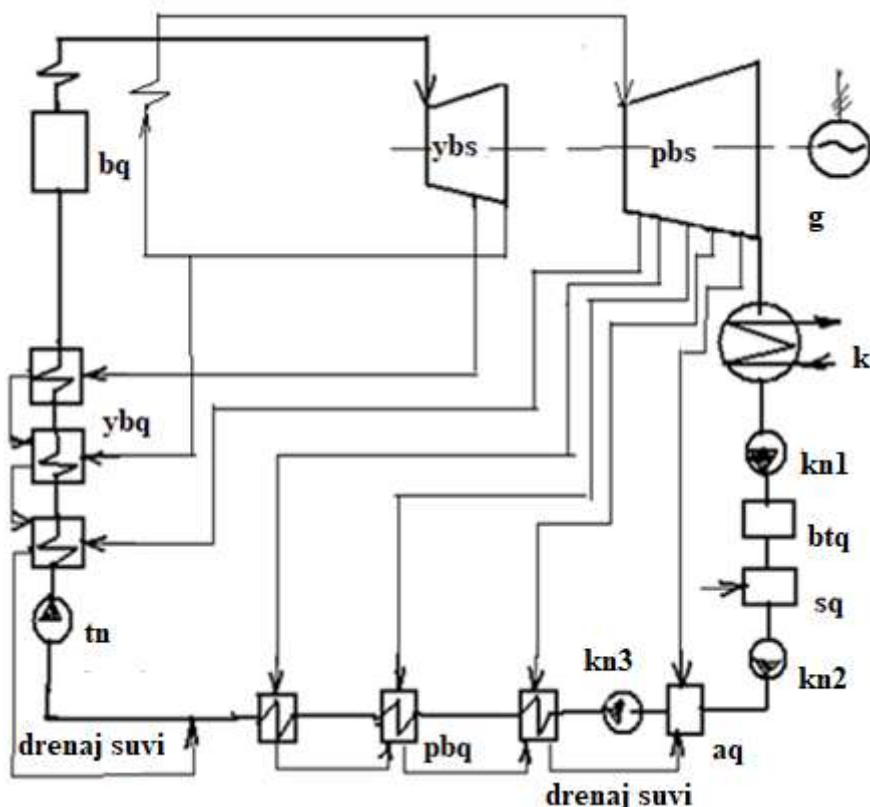 bq
ybs
pbs
g
k
ybq
kn1
btq
sq
tn
kn3
kn2
drenaj suvi
pbq
aq
drenaj suvi